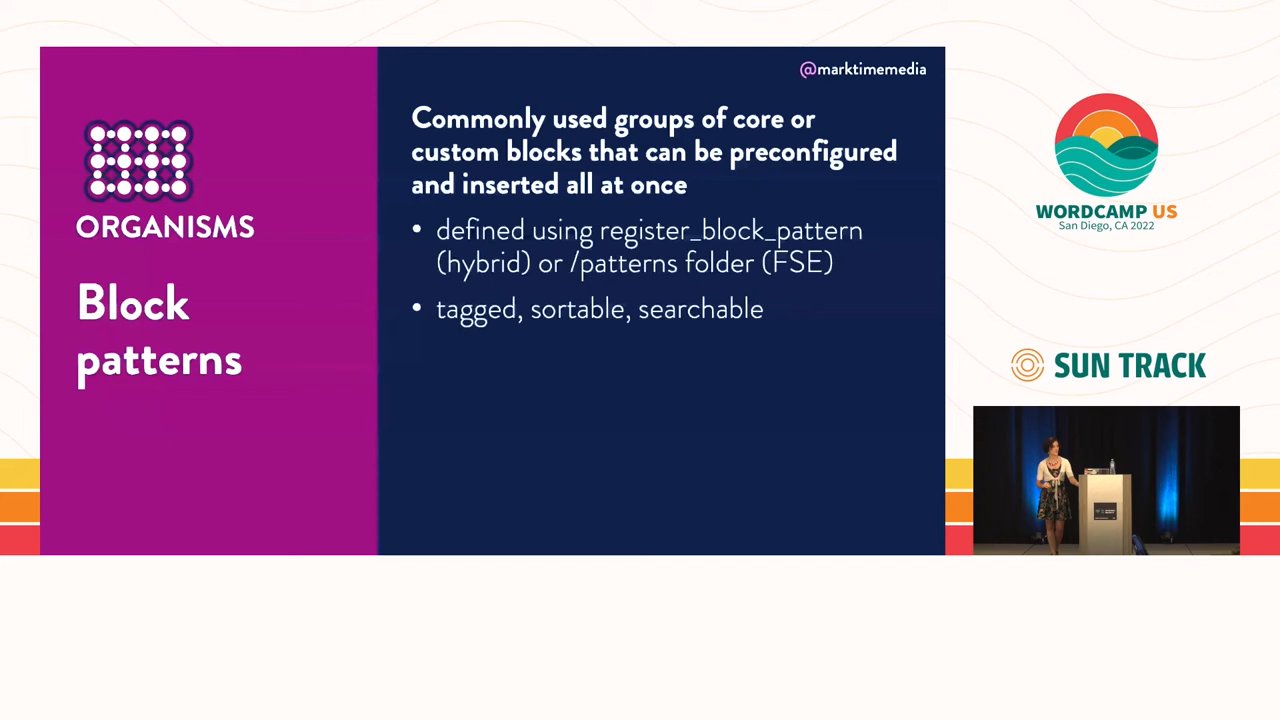 @marktimemedia
ORGANISMS
Block
patterns
Commonly used groups of core or
custom blocks that can be preconfigured
and inserted all at once
• defined using register_block_pattern
(hybrid) or /patterns folder (FSE)
• tagged, sortable, searchable
WORDCAMP US
San Diego, CA 2022
SUN TRACK